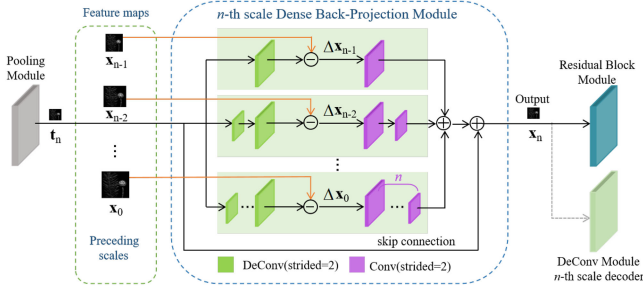 Feature maps
n-th scale Dense Back-Projection Module
Pooling Module
t_n
x_{n-1}
x_{n-2}
⋮
x_0
Preceding scales
Δx_{n-1}
Δx_{n-2}
⋮
Δx_0
n
...
...
skip connection
DeConv(strided=2)
Conv(strided=2)
Output
x_n
Residual Block
Module
DeConv Module
n-th scale decoder